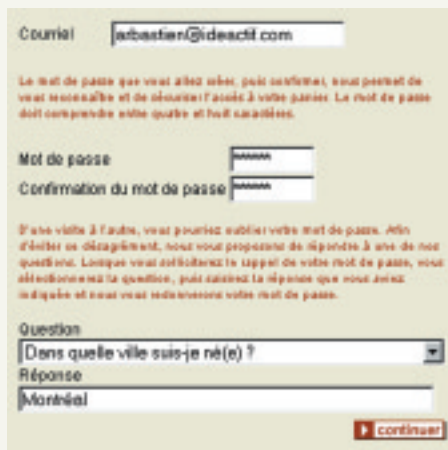 Courriel arbastien@ideactif.com
Le mot de passe que vous allez créer, puis confirmer, nous permet de
vous reconnaître et de sécuriser l'accès à votre panier. Le mot de passe
doit comprendre entre quatre et huit caractères.
Mot de passe ******
Confirmation du mot de passe ******
D'une visite à l'autre, vous pourriez oublier votre mot de passe. Afin
d'éviter ce désagrément, nous vous proposons de répondre à une de nos
questions. Lorsque vous solliciterez le rappel de votre mot de passe, vous
sélectionnerez la question, puis saisirez la réponse que vous aviez
indiquée et nous vous redonnerons votre mot de passe.
Question
Dans quelle ville suis-je né(e) ?
Réponse
Montréal
continuer